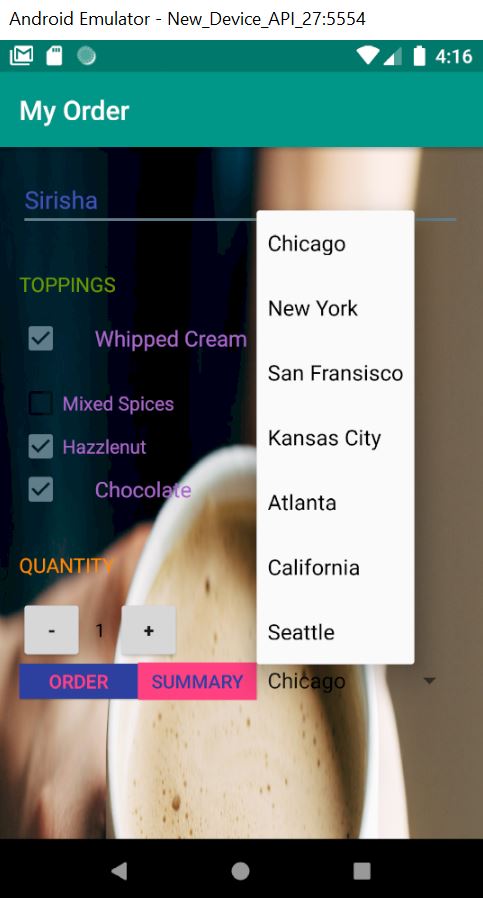 Android Emulator - New_Device_API_27:5554
4:16
My Order
Sirisha
Chicago
TOPPINGS
New York
Whipped Cream
San Fransisco
Mixed Spices
Kansas City
Hazzlenut
Chocolate
Atlanta
QUANTITY
California
- 1 +
Seattle
ORDER SUMMARY Chicago